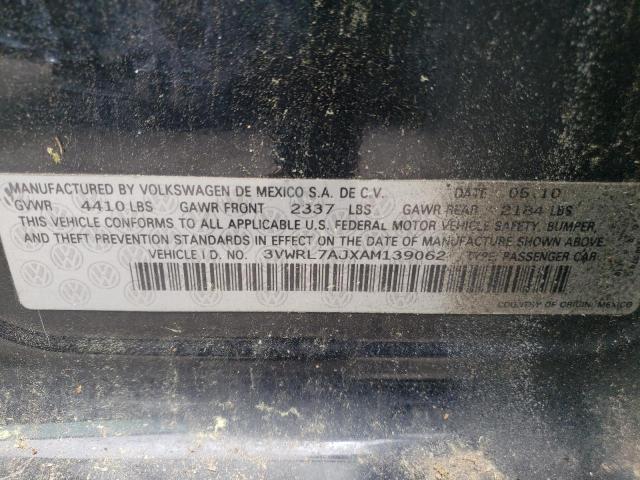 MANUFACTURED BY VOLKSWAGEN DE MEXICO S.A. DE C.V. DATE 05.10
GVWR 4410 LBS GAWR FRONT 2337 LBS GAWR REAR 2184 LBS
THIS VEHICLE CONFORMS TO ALL APPLICABLE U.S. FEDERAL MOTOR VEHICLE SAFETY, BUMPER,
AND THEFT PREVENTION STANDARDS IN EFFECT ON THE DATE OF MANUFACTURE SHOWN ABOVE.
VEHICLE I D. NO. 3VWRL7AJXAM139062 TYPE: PASSENGER CAR
COUNTRY OF ORIGIN: MEXICO